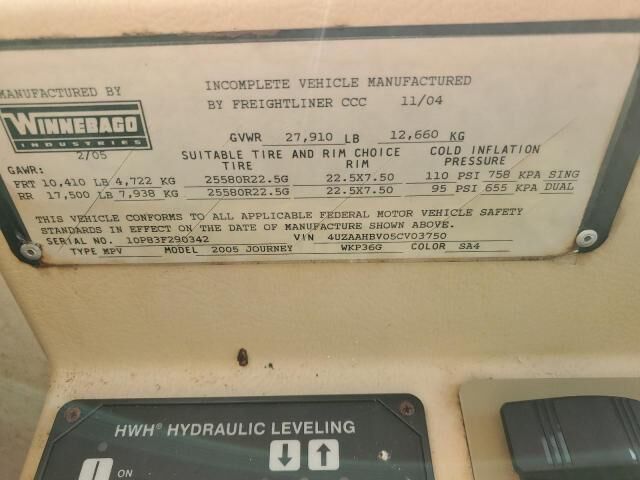 MANUFACTURED BY
WINNEBAGO
INDUSTRIES
2/05
INCOMPLETE VEHICLE MANUFACTURED
BY FREIGHTLINER CCC 11/04
GVWR 27,910 LB 12,660 KG
SUITABLE TIRE AND RIM CHOICE COLD INFLATION
GAWR: TIRE RIM PRESSURE
FRT 10,410 LB 4,722 KG 25580R22.5G 22.5X7.50 110 PSI 758 KPA SING
RR 17,500 LB 7,938 KG 25580R22.5G 22.5X7.50 95 PSI 655 KPA DUAL
THIS VEHICLE CONFORMS TO ALL APPLICABLE FEDERAL MOTOR VEHICLE SAFETY
STANDARDS IN EFFECT ON THE DATE OF MANUFACTURE SHOWN ABOVE.
SERIAL NO. 10PB3F290342 VIN 4UZAAHBV05CV03750
TYPE MPV MODEL 2005 JOURNEY WKP36G COLOR SA4
HWH® HYDRAULIC LEVELING
ON